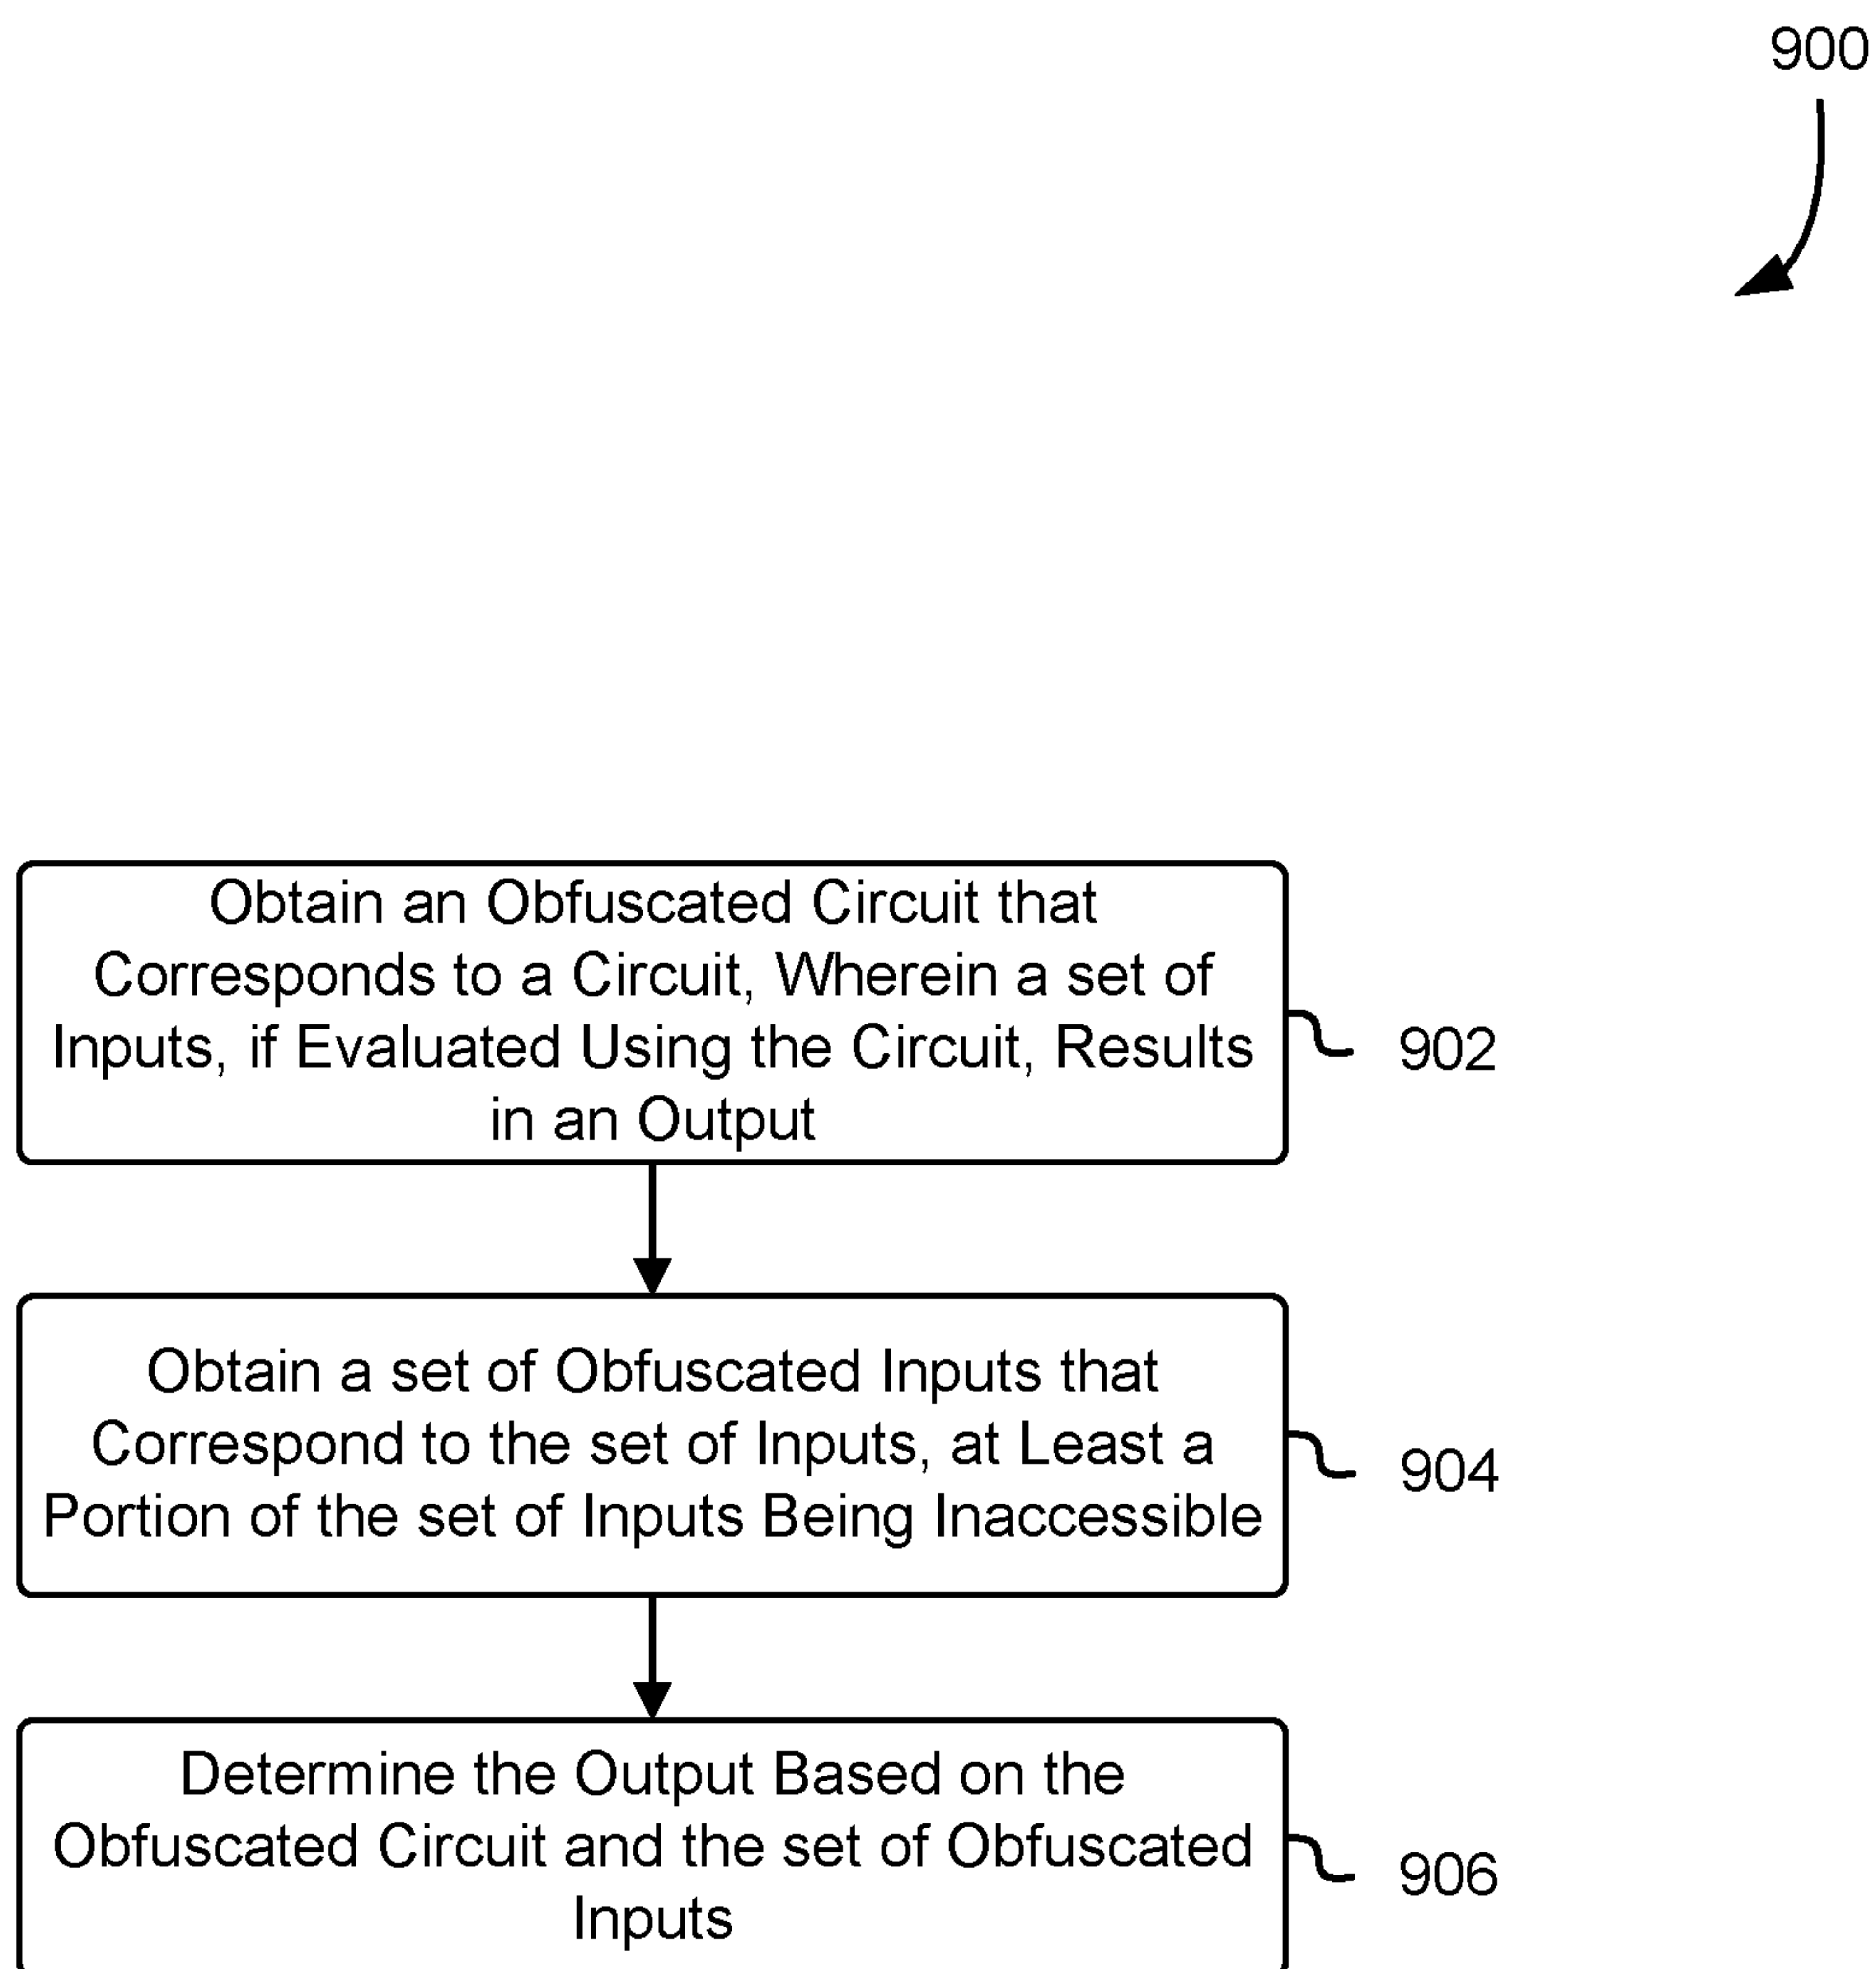 900
Obtain an Obfuscated Circuit that
Corresponds to a Circuit, Wherein a set of
Inputs, if Evaluated Using the Circuit, Results
in an Output
902
Obtain a set of Obfuscated Inputs that
Correspond to the set of Inputs, at Least a
Portion of the set of Inputs Being Inaccessible
904
Determine the Output Based on the
Obfuscated Circuit and the set of Obfuscated
Inputs
906